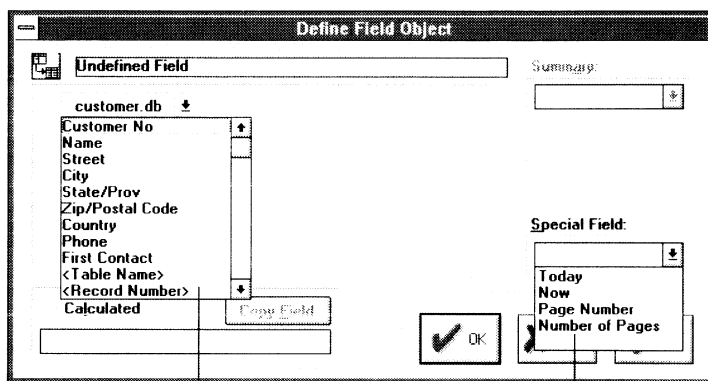 Define Field Object
Undefined Field
Summary:
customer.db
Customer No
Name
Street
City
State/Prov
Zip/Postal Code
Country
Phone
First Contact
<Table Name>
<Record Number>
Special Field:
Today
Now
Page Number
Number of Pages
Calculated
Copy Field
OK